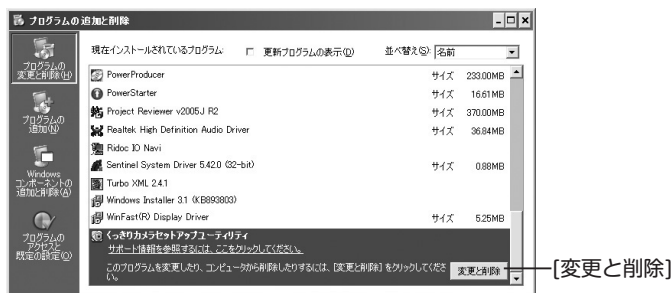 プログラムの追加と削除
現在インストールされているプログラム: 更新プログラムの表示(D) 並べ替え(S): 名前
プログラムの
変更と削除(H)
プログラムの
追加(N)
Windows
コンポーネントの
追加と削除(A)
プログラムの
アクセスと
既定の設定(O)
PowerProducer サイズ 233.00MB
PowerStarter サイズ 16.61MB
Project Reviewer v2005J R2 サイズ 370.00MB
Realtek High Definition Audio Driver サイズ 36.84MB
Ridoc IO Navi
Sentinel System Driver 5.42.0 (32-bit) サイズ 0.88MB
Turbo XML 2.4.1
Windows Installer 3.1 (KB893803)
WinFast(R) Display Driver サイズ 5.25MB
くっきりカメラセットアップユーティリティ
サポート情報を参照するには、ここをクリックしてください。
このプログラムを変更したり、コンピュータから削除したりするには、[変更と削除] をクリックしてくださ
い。
変更と削除
[変更と削除]